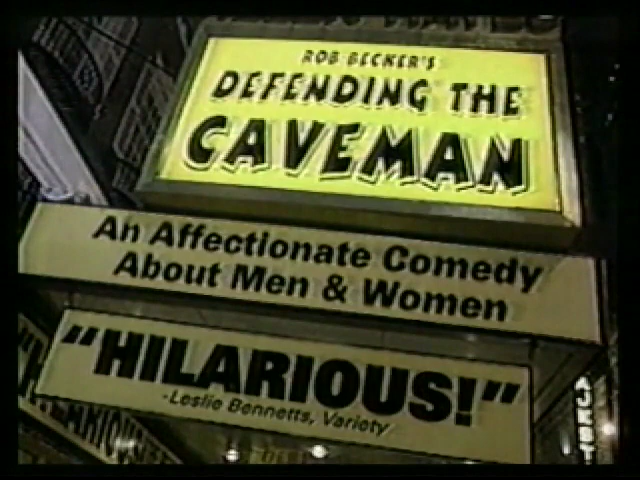 ROB BECKER'S
DEFENDING THE
CAVEMAN
An Affectionate Comedy
About Men & Women
"HILARIOUS!"
-Leslie Bennetts, Variety